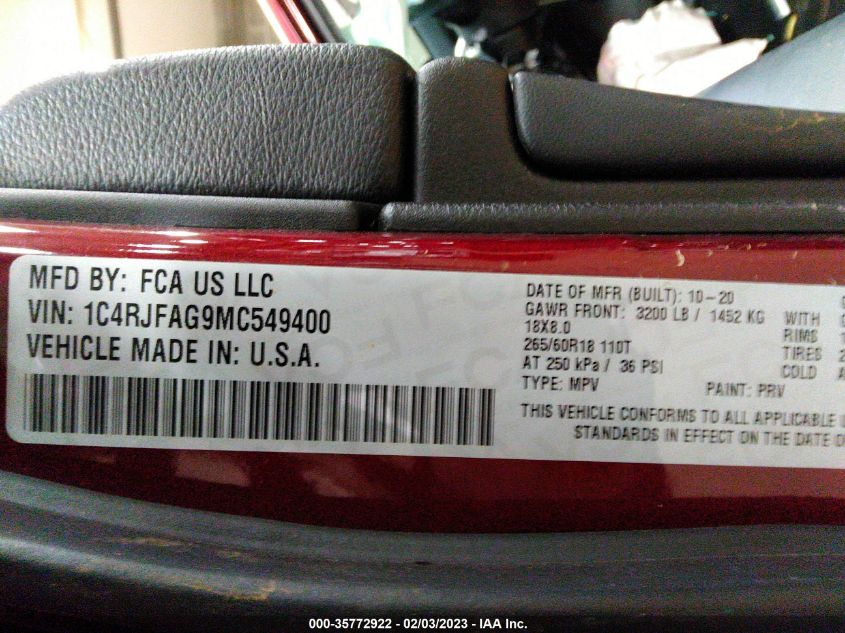 MFD BY: FCA US LLC
VIN: 1C4RJFAG9MC549400
VEHICLE MADE IN: U.S.A.
DATE OF MFR (BUILT): 10-20
GAWR FRONT: 3200 LB / 1452 KG
18X8.0 RIMS
265/60R18 110T TIRES
AT 250 kPa / 36 PSI COLD
TYPE: MPV PAINT: PRV
THIS VEHICLE CONFORMS TO ALL APPLICABLE
STANDARDS IN EFFECT ON THE DATE
000-35772922 - 02/03/2023 - IAA Inc.